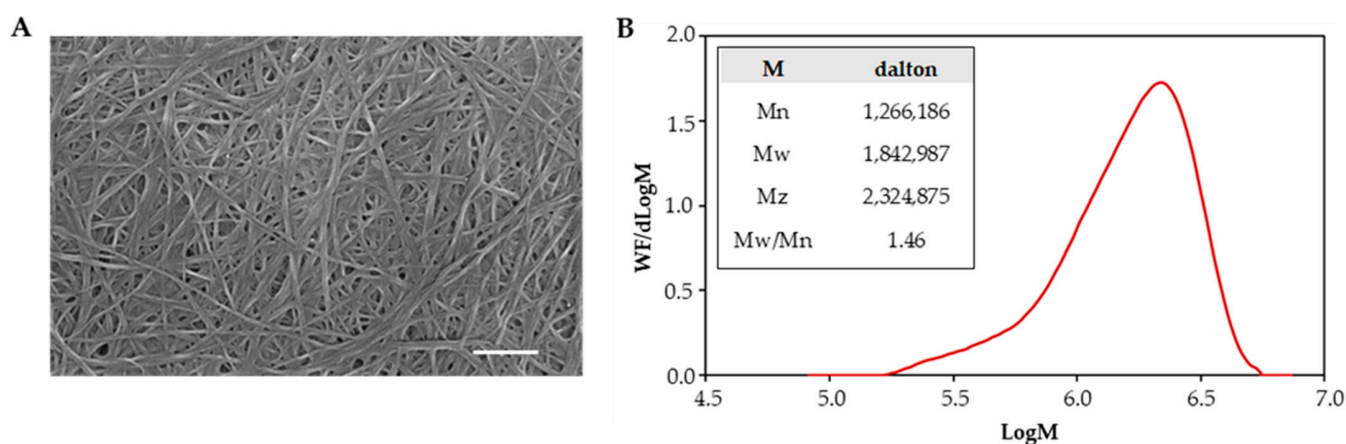 A
B
M dalton
Mn 1,266,186
Mw 1,842,987
Mz 2,324,875
Mw/Mn 1.46
WF/dLogM
2.0
1.5
1.0
0.5
0.0
4.5 5.0 5.5 6.0 6.5 7.0
LogM